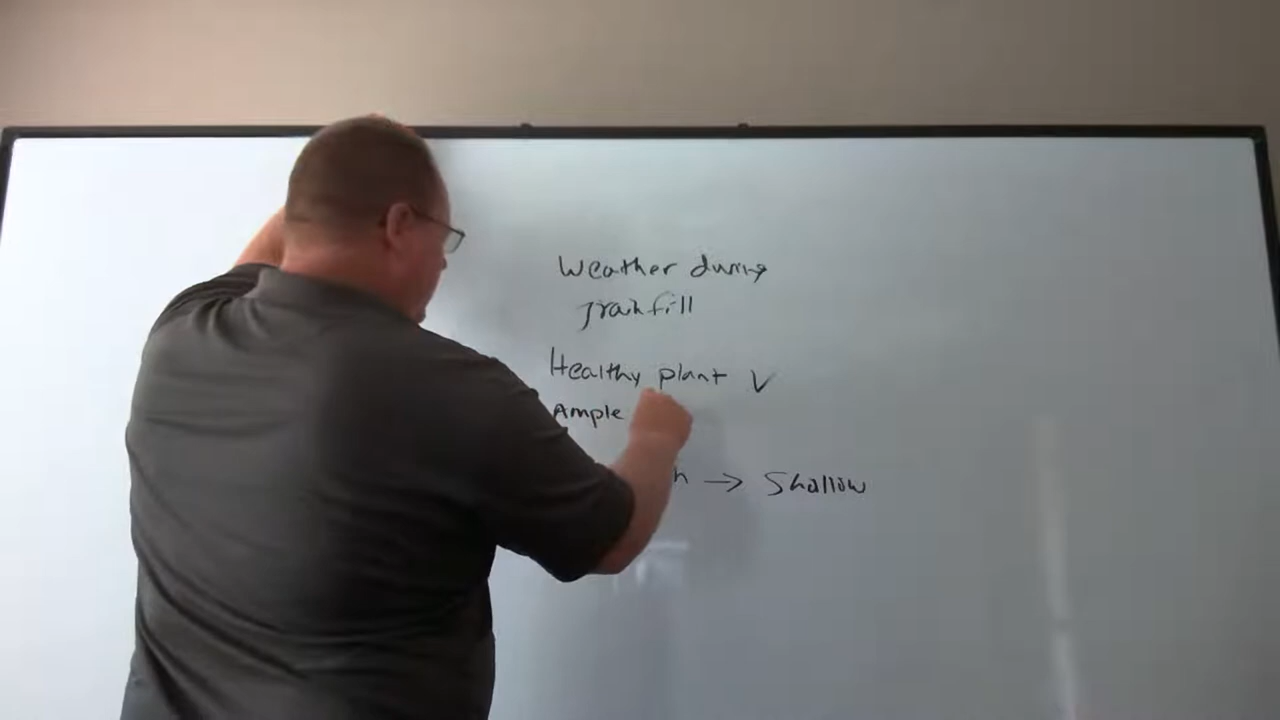 Weather during
grainfill
Healthy plant V
Ample
→ Shallow